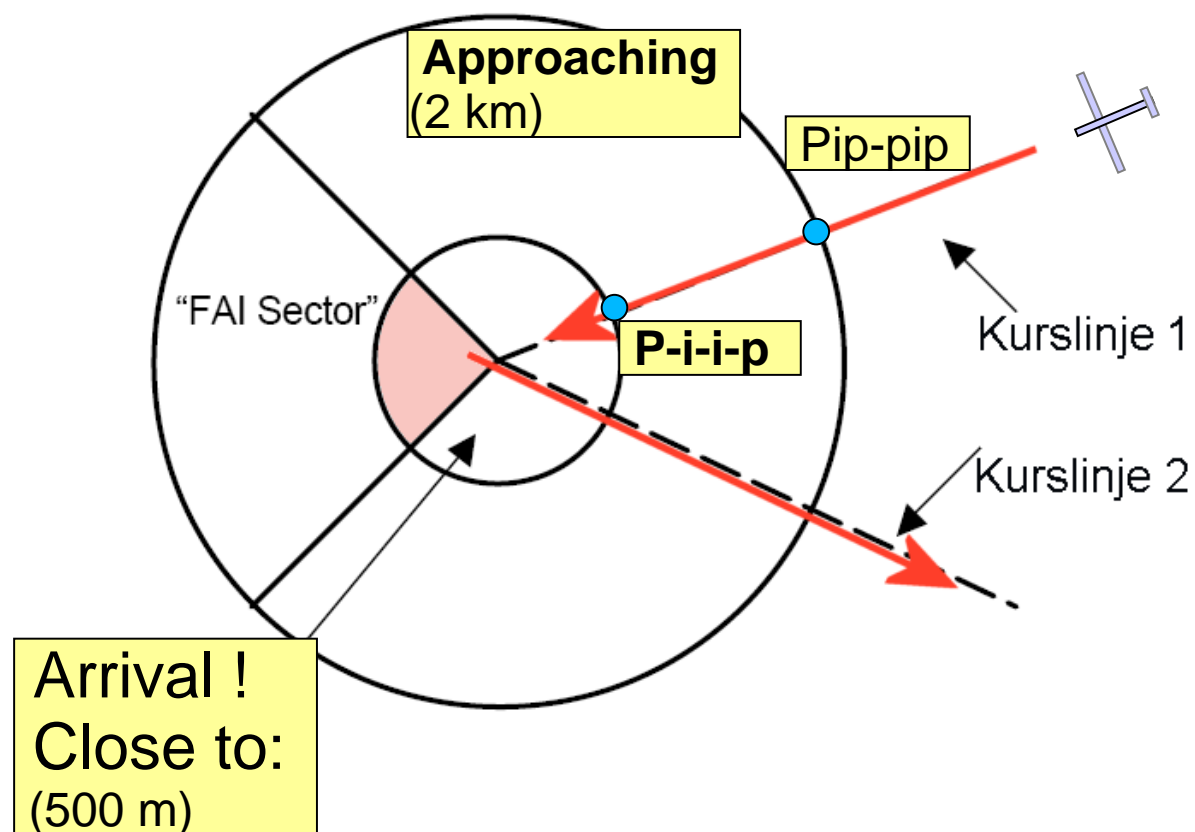 Approaching
(2 km)
Pip-pip
"FAI Sector"
Kurslinje 1
P-i-i-p
Kurslinje 2
Arrival !
Close to:
(500 m)